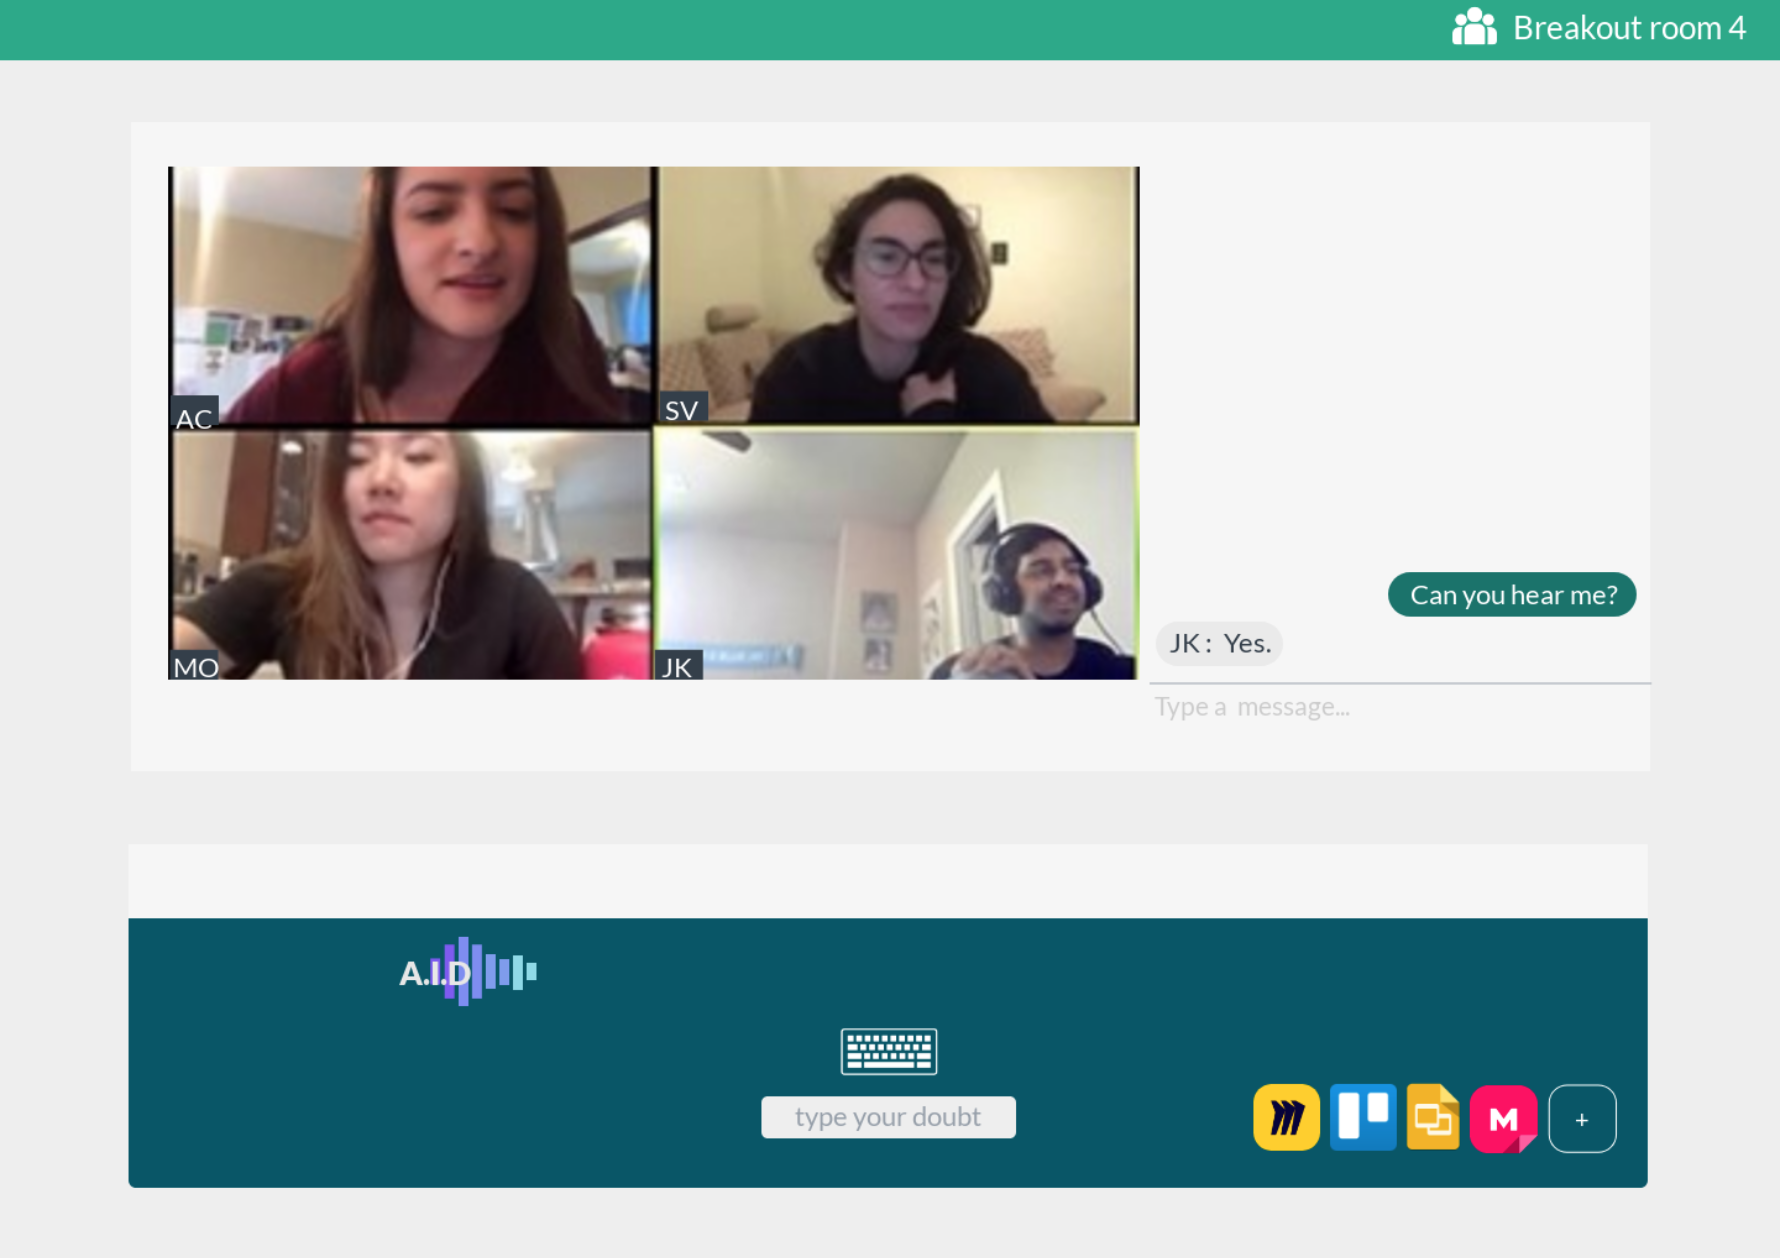 Breakout room 4
AC
SV
MO
JK
Can you hear me?
JK : Yes.
Type a message...
A.I.D
type your doubt
M
+